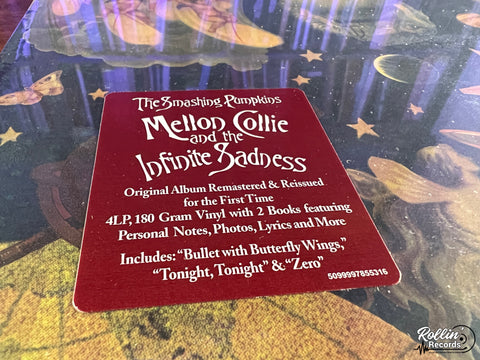 The Smashing Pumpkins
Mellon Collie
and the
Infinite Sadness
Original Album Remastered & Reissued
for the First Time
4LP, 180 Gram Vinyl with 2 Books featuring
Personal Notes, Photos, Lyrics and More
Includes: “Bullet with Butterfly Wings,”
“Tonight, Tonight” & “Zero”
5099997855316
Rollin
Records